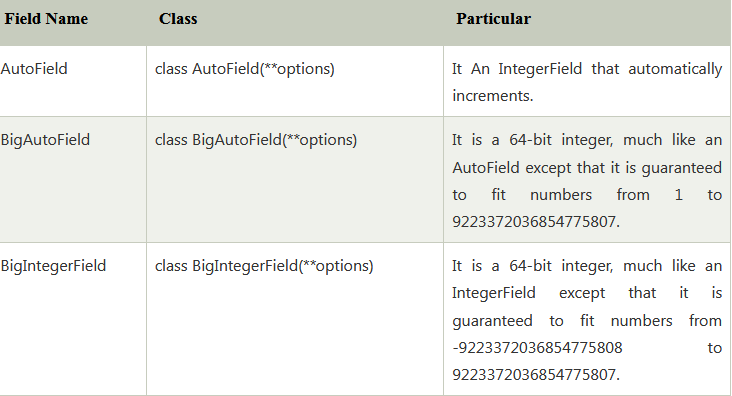 Field Name Class Particular
AutoField class AutoField(**options) It An IntegerField that automatically
increments.
BigAutoField class BigAutoField(**options) It is a 64-bit integer, much like an
AutoField except that it is guaranteed
to fit numbers from 1 to
9223372036854775807.
BigIntegerField class BigIntegerField(**options) It is a 64-bit integer, much like an
IntegerField except that it is
guaranteed to fit numbers from
-9223372036854775808 to
9223372036854775807.